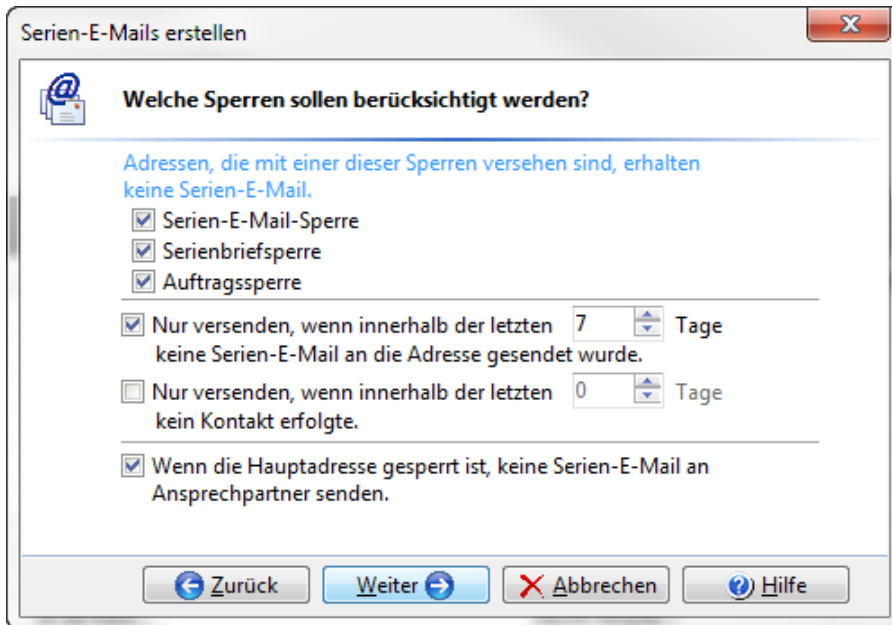 Serien-E-Mails erstellen
Welche Sperren sollen berücksichtigt werden?
Adressen, die mit einer dieser Sperren versehen sind, erhalten
keine Serien-E-Mail.
Serien-E-Mail-Sperre
Serienbriefsperre
Auftragssperre
Nur versenden, wenn innerhalb der letzten 7 Tage
keine Serien-E-Mail an die Adresse gesendet wurde.
Nur versenden, wenn innerhalb der letzten 0 Tage
kein Kontakt erfolgte.
Wenn die Hauptadresse gesperrt ist, keine Serien-E-Mail an
Ansprechpartner senden.
Zurück Weiter Abbrechen Hilfe